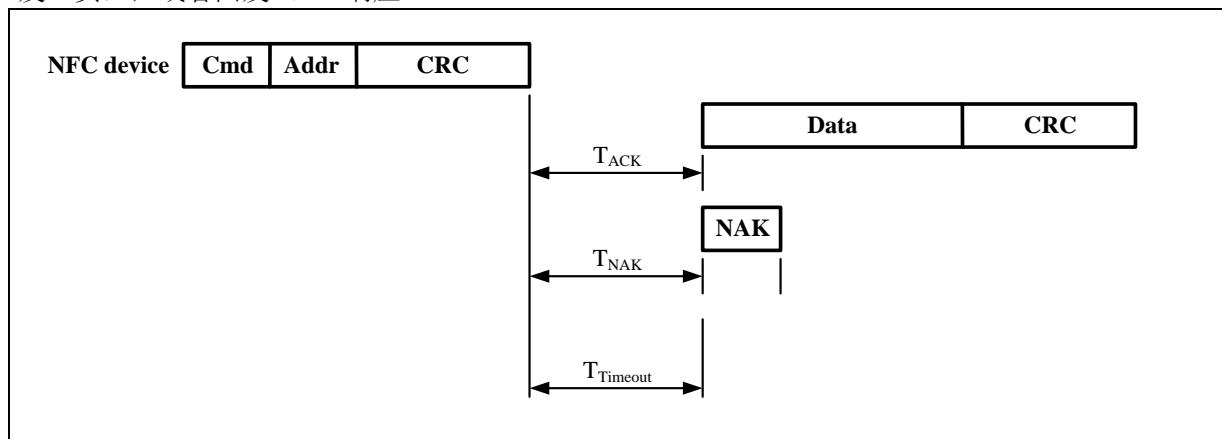 NFC device Cmd Addr CRC
Data CRC
TACK
NAK
TNAK
TTimeout